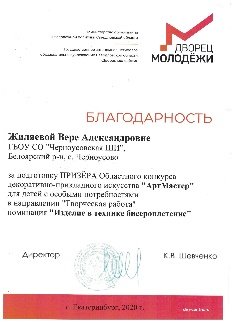 ДВОРЕЦ
МОЛОДЁЖИ
БЛАГОДАРНОСТЬ
Жиляевой Вере Александровне
ГБОУ СО "Черноусовская ШИ",
Белоярский р-н, с. Черноусово
за подготовку ПРИЗЁРА Областного конкурса
декоративно-прикладного искусства "АртМастер"
для детей с особыми потребностями
в направлении "Творческая работа"
номинация "Изделие в технике бисероплетение"
Директор
К.В. Шевченко
г. Екатеринбург, 2020 г.